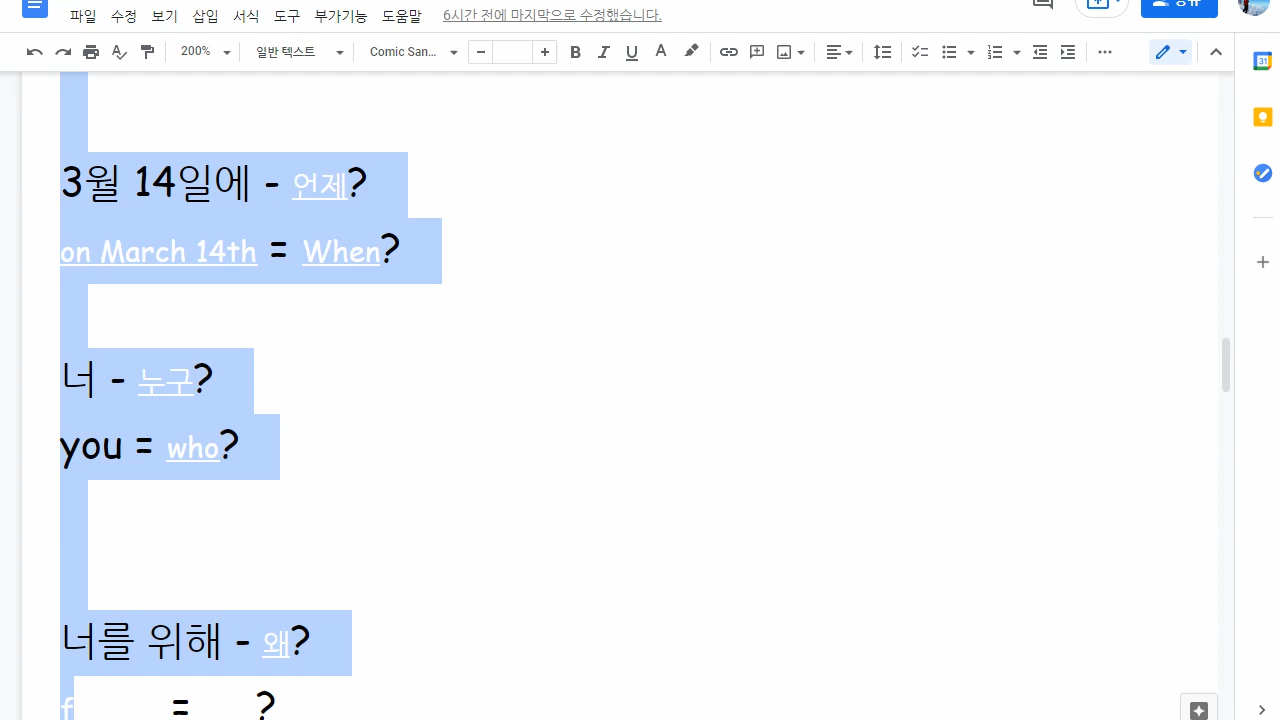 파일 수정 보기 삽입 서식 도구 부가기능 도움말 6시간 전에 마지막으로 수정했습니다.
200% 일반 텍스트 Comic San...
3월 14일에 - 언제?
on March 14th = When?
너 - 누구?
you = who?
너를 위해 - 왜?
= ?